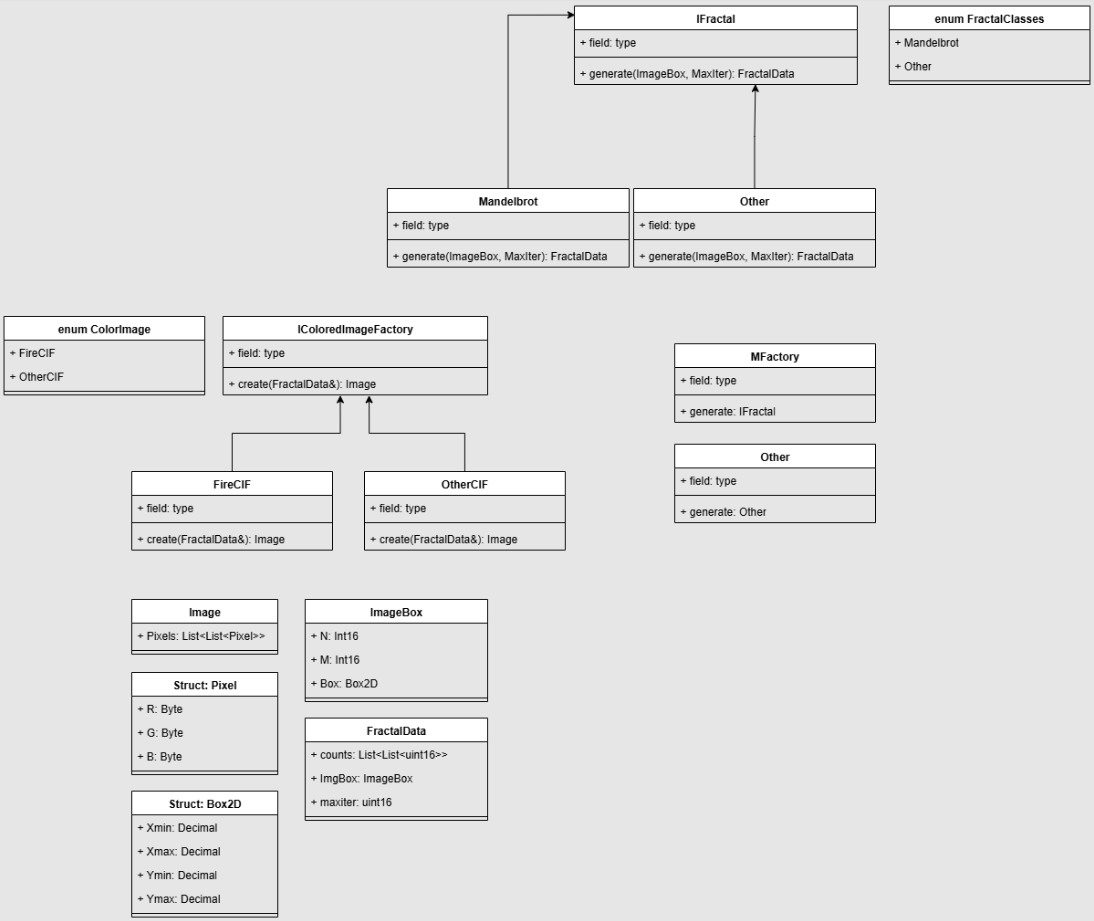 IFractal
+ field: type
+ generate(ImageBox, MaxIter): FractalData
enum FractalClasses
+ Mandelbrot
+ Other
Mandelbrot
+ field: type
+ generate(ImageBox, MaxIter): FractalData
Other
+ field: type
+ generate(ImageBox, MaxIter): FractalData
enum ColorImage
+ FireCIF
+ OtherCIF
IColoredImageFactory
+ field: type
+ create(FractalData&): Image
MFactory
+ field: type
+ generate: IFractal
Other
+ field: type
+ generate: Other
FireCIF
+ field: type
+ create(FractalData&): Image
OtherCIF
+ field: type
+ create(FractalData&): Image
Image
+ Pixels: List<List<Pixel>>
ImageBox
+ N: Int16
+ M: Int16
+ Box: Box2D
Struct: Pixel
+ R: Byte
+ G: Byte
+ B: Byte
FractalData
+ counts: List<List<uint16>>
+ ImgBox: ImageBox
+ maxiter: uint16
Struct: Box2D
+ Xmin: Decimal
+ Xmax: Decimal
+ Ymin: Decimal
+ Ymax: Decimal